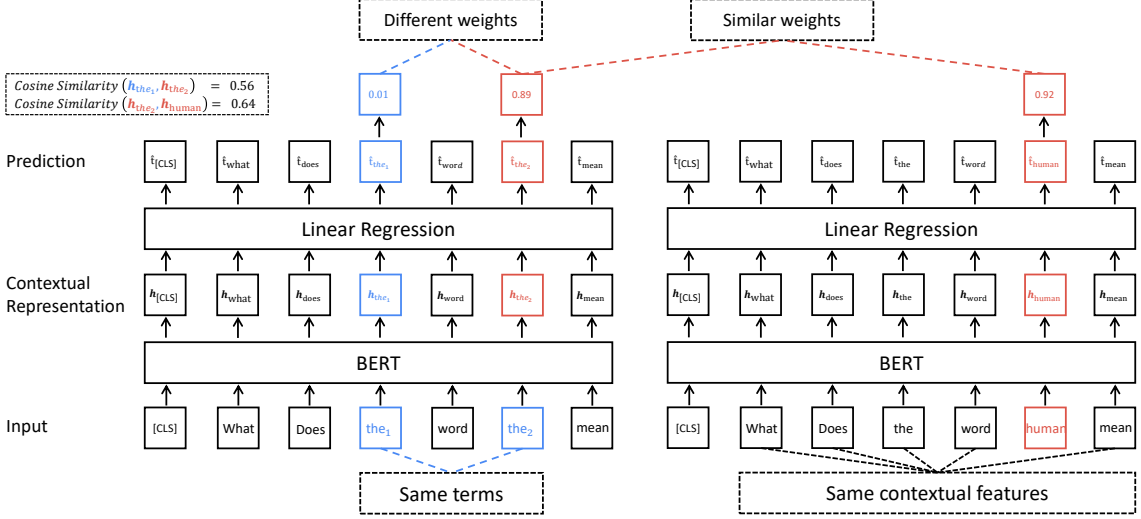 Different weights
Similar weights
Cosine Similarity (h_the₁, h_the₂) = 0.56
Cosine Similarity (h_the₂, h_human) = 0.64
0.01 0.89 0.92
Prediction
t̂[CLS] t̂what t̂does t̂the₁ t̂word t̂the₂ t̂mean
t̂[CLS] t̂what t̂does t̂the t̂word t̂human t̂mean
Linear Regression
Linear Regression
Contextual
Representation
h[CLS] hwhat hdoes hthe₁ hword hthe₂ hmean
h[CLS] hwhat hdoes hthe hword hhuman hmean
BERT
BERT
Input
[CLS] What Does the₁ word the₂ mean
[CLS] What Does the word human mean
Same terms
Same contextual features